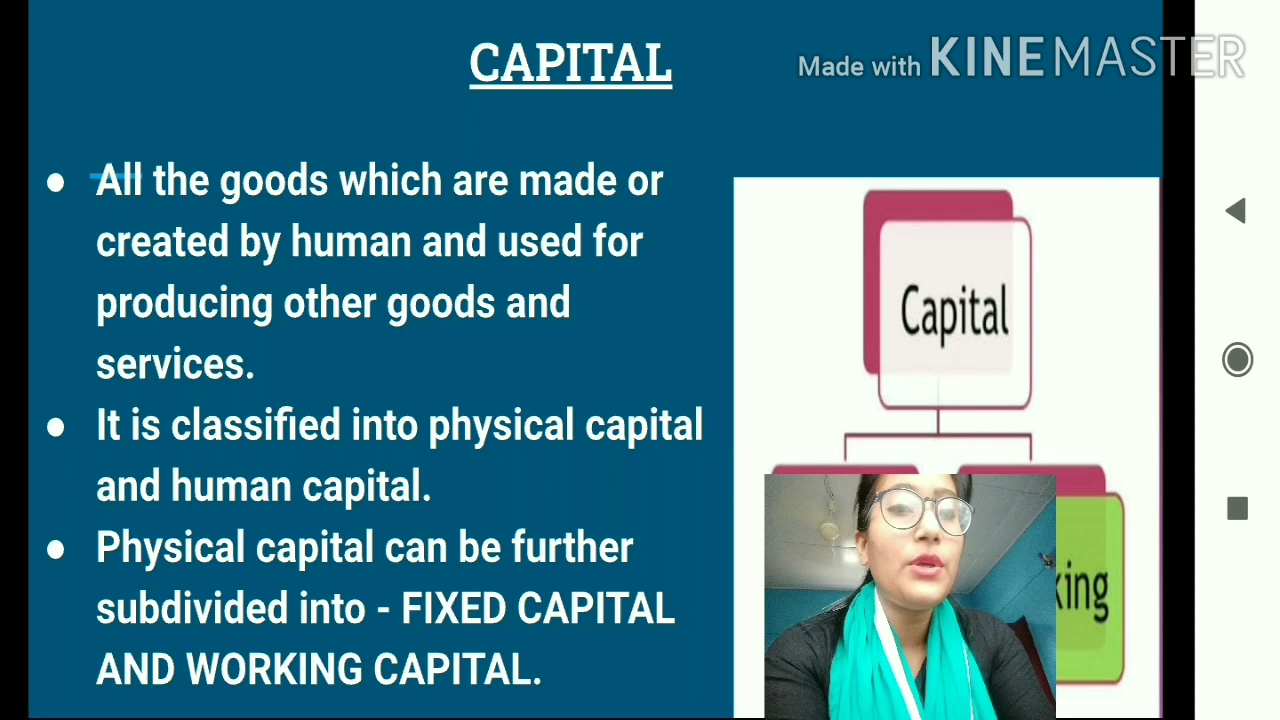 CAPITAL
Made with KINEMASTER
● All the goods which are made or
created by human and used for
producing other goods and
services.
● It is classified into physical capital
and human capital.
● Physical capital can be further
subdivided into - FIXED CAPITAL
AND WORKING CAPITAL.
Capital